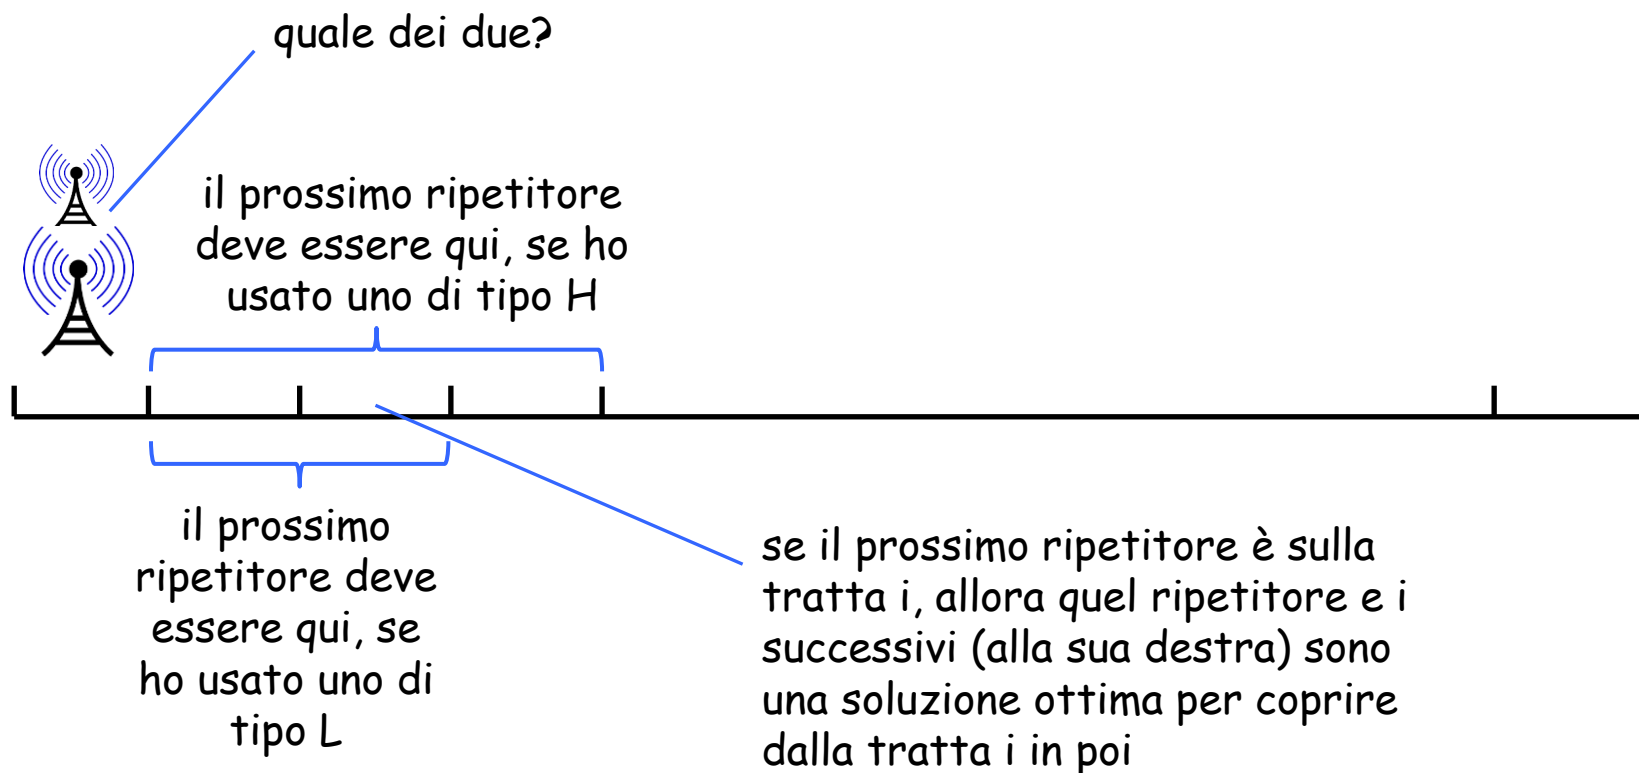 quale dei due?
il prossimo ripetitore
deve essere qui, se ho
usato uno di tipo H
il prossimo
ripetitore deve
essere qui, se
ho usato uno di
tipo L
se il prossimo ripetitore è sulla
tratta i, allora quel ripetitore e i
successivi (alla sua destra) sono
una soluzione ottima per coprire
dalla tratta i in poi